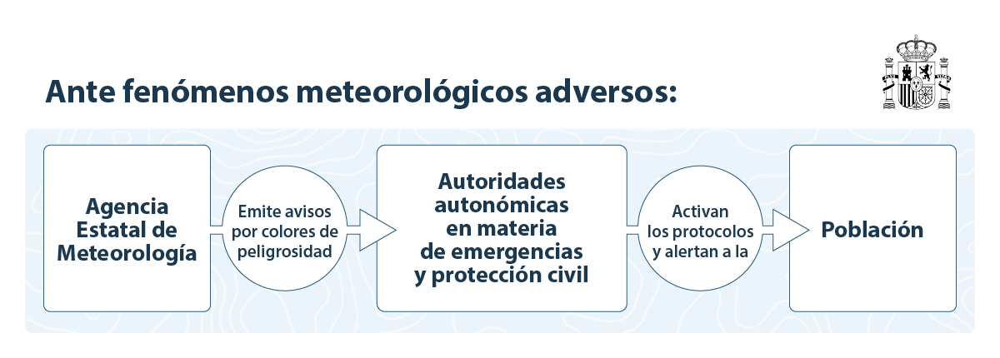 Ante fenómenos meteorológicos adversos:
Agencia
Estatal de
Meteorología
Emite avisos
por colores de
peligrosidad
Autoridades
autonómicas
en materia
de emergencias
y protección civil
Activan
los protocolos
y alertan a la
Población